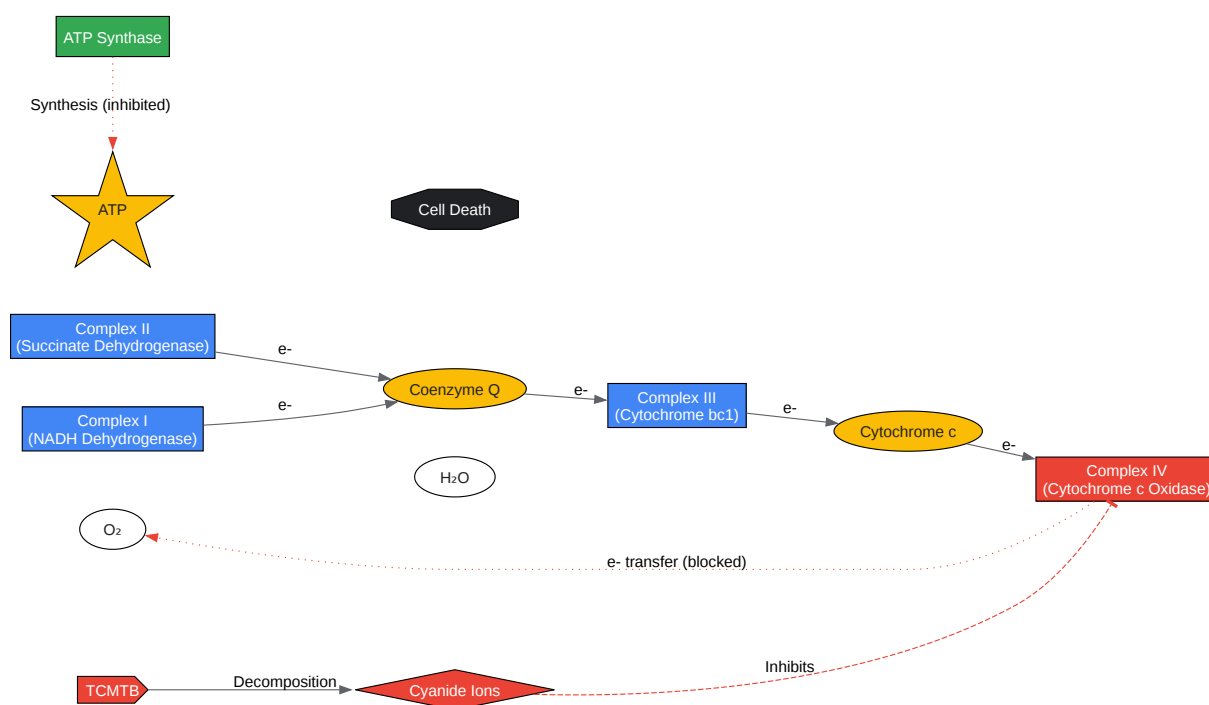 ATP Synthase
Synthesis (inhibited)
ATP
Cell Death
Complex II
(Succinate Dehydrogenase)
e-
Complex I
(NADH Dehydrogenase)
e-
Coenzyme Q
e-
Complex III
(Cytochrome bc1)
e-
Cytochrome c
e-
Complex IV
(Cytochrome c Oxidase)
H₂O
O₂
e- transfer (blocked)
TCMTB
Decomposition
Cyanide Ions
Inhibits